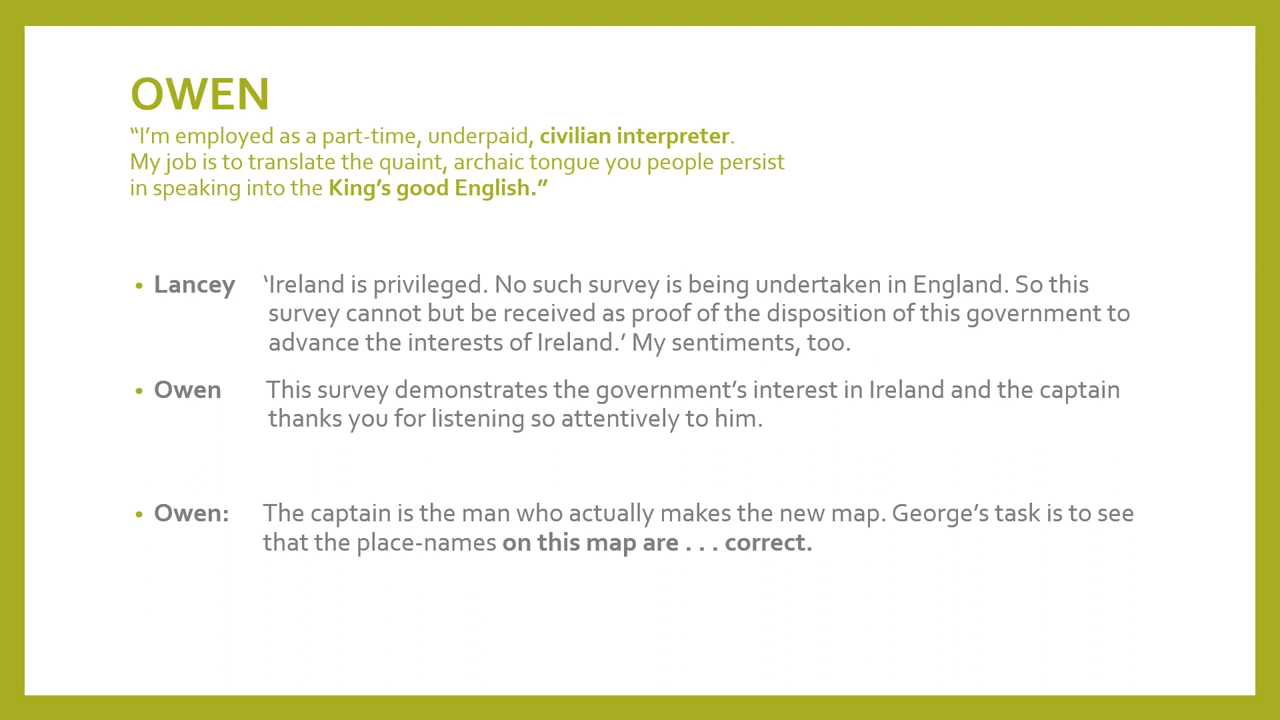 OWEN
“I’m employed as a part-time, underpaid, civilian interpreter.
My job is to translate the quaint, archaic tongue you people persist
in speaking into the King’s good English.”
• Lancey ‘Ireland is privileged. No such survey is being undertaken in England. So this
survey cannot but be received as proof of the disposition of this government to
advance the interests of Ireland.’ My sentiments, too.
• Owen This survey demonstrates the government’s interest in Ireland and the captain
thanks you for listening so attentively to him.
• Owen: The captain is the man who actually makes the new map. George’s task is to see
that the place-names on this map are . . . correct.